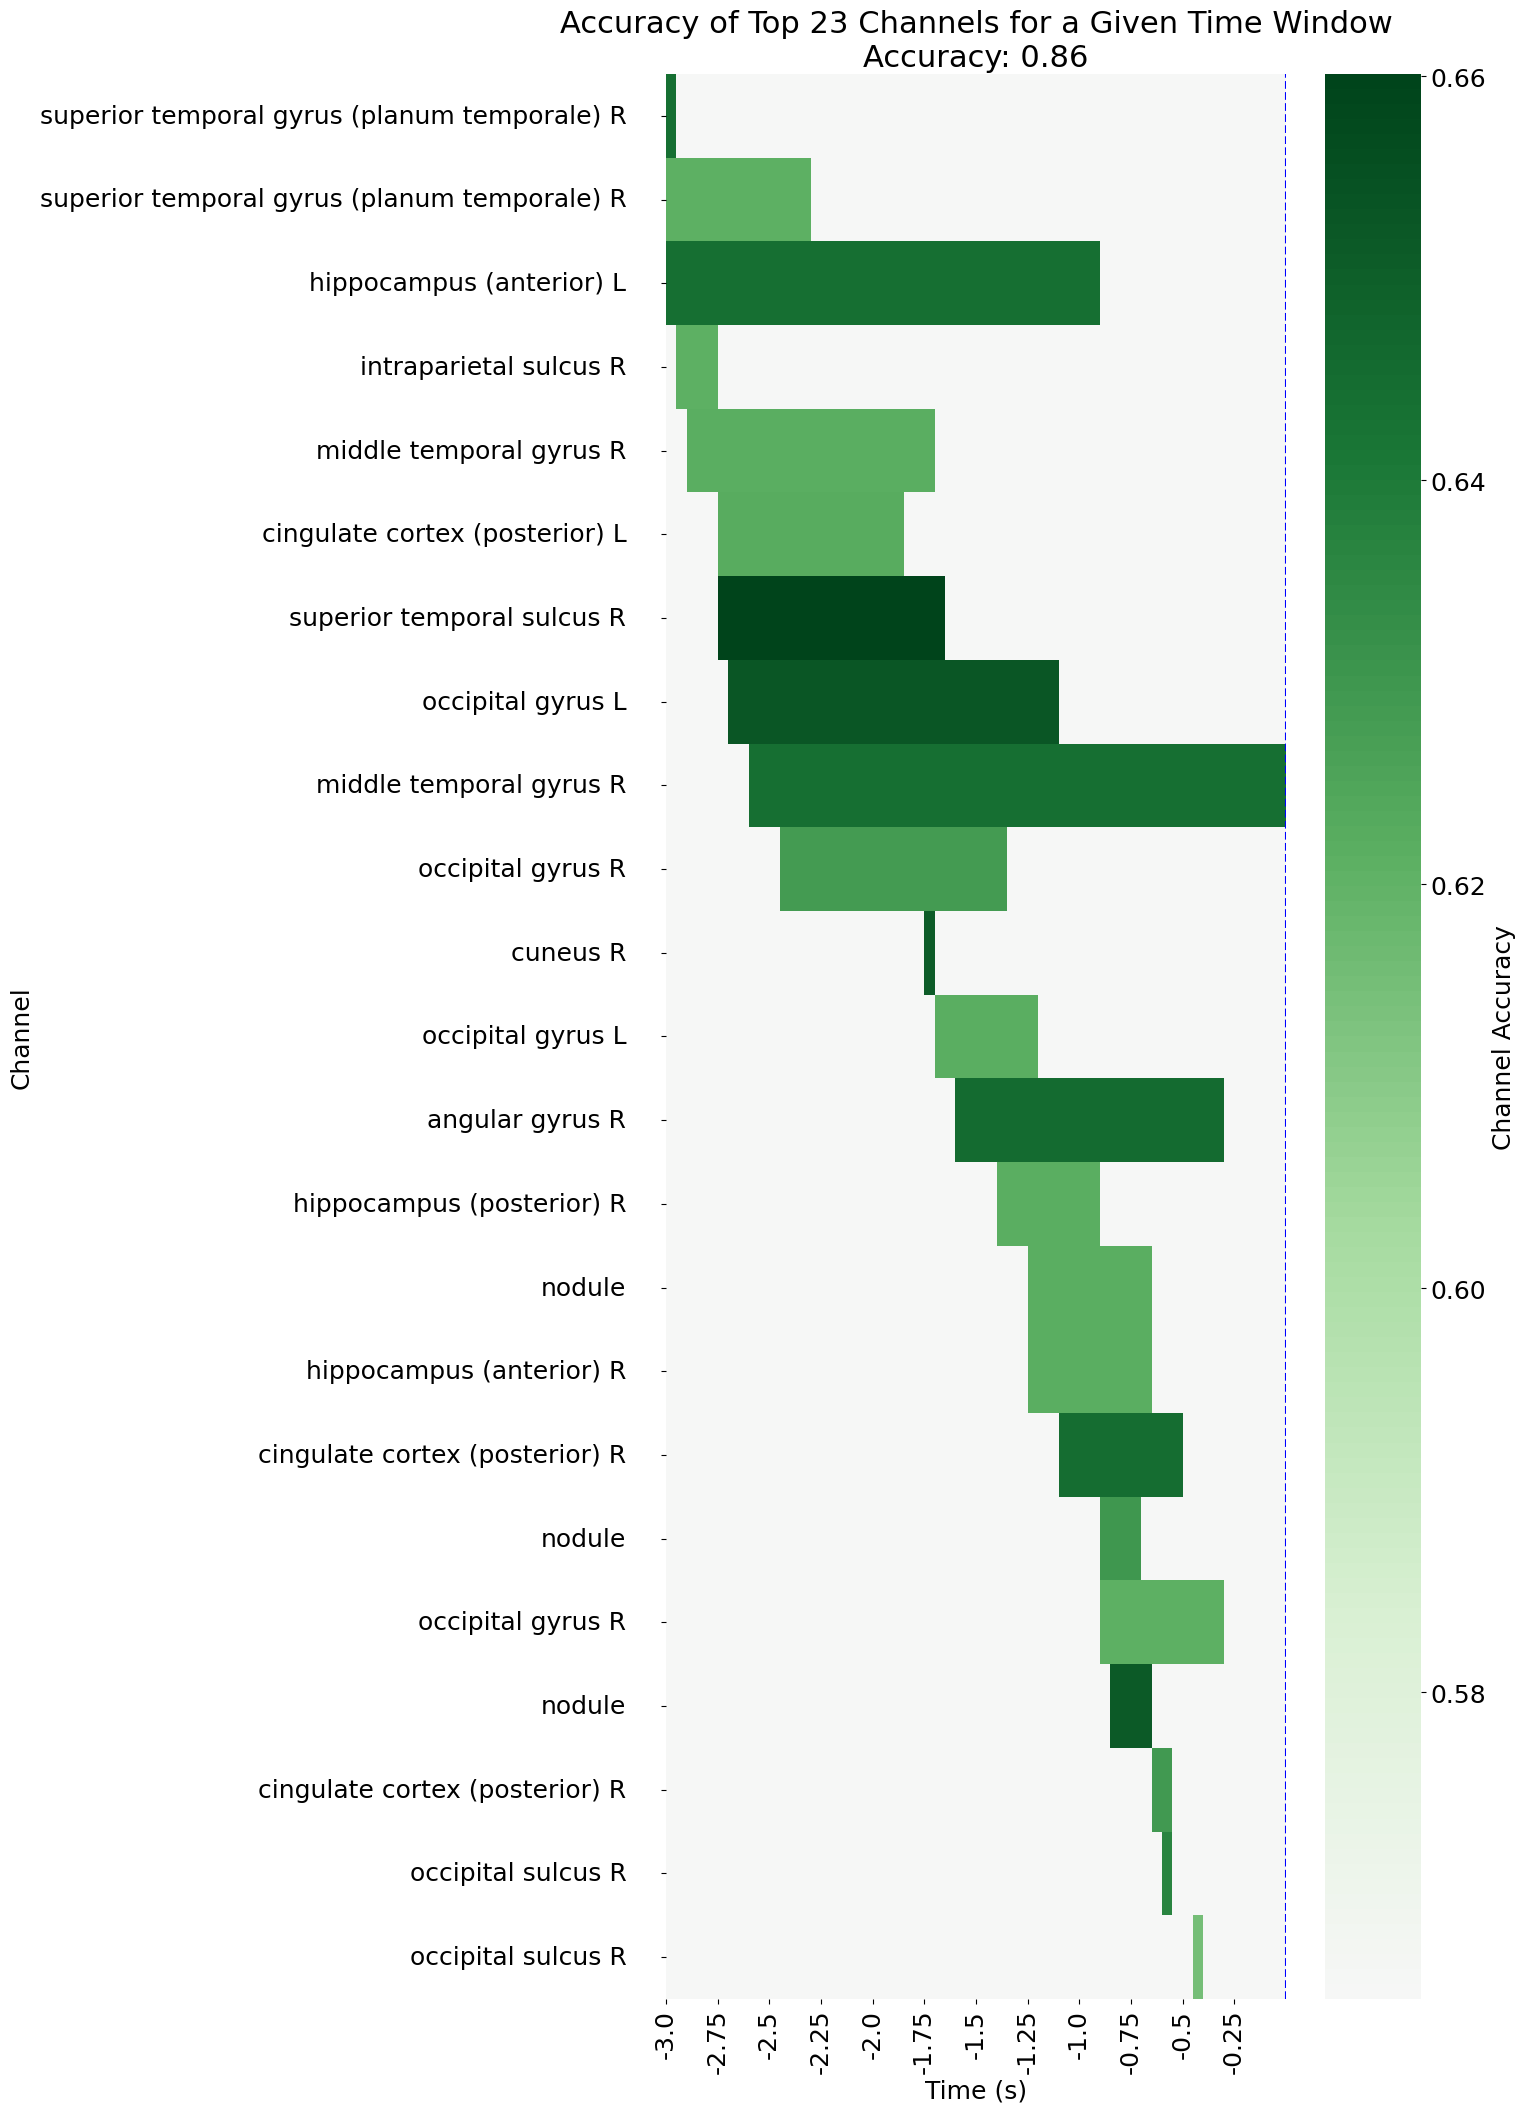 Accuracy of Top 23 Channels for a Given Time Window
Accuracy: 0.86
superior temporal gyrus (planum temporale) R
superior temporal gyrus (planum temporale) R
hippocampus (anterior) L
intraparietal sulcus R
middle temporal gyrus R
cingulate cortex (posterior) L
superior temporal sulcus R
occipital gyrus L
middle temporal gyrus R
occipital gyrus R
cuneus R
occipital gyrus L
angular gyrus R
hippocampus (posterior) R
nodule
hippocampus (anterior) R
cingulate cortex (posterior) R
nodule
occipital gyrus R
nodule
cingulate cortex (posterior) R
occipital sulcus R
occipital sulcus R
Channel
-3.0
-2.75
-2.5
-2.25
-2.0
-1.75
-1.5
-1.25
-1.0
-0.75
-0.5
-0.25
Time (s)
0.66
0.64
0.62
0.60
0.58
Channel Accuracy